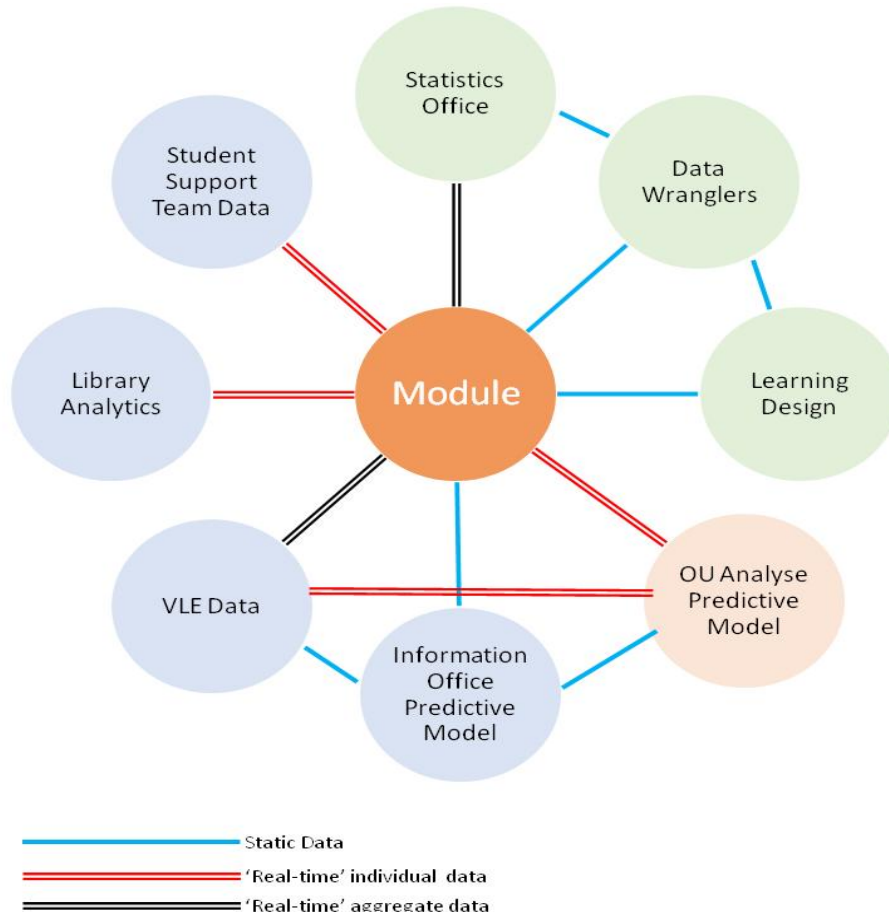 Statistics
Office
Student
Support
Team Data
Data
Wranglers
Library
Analytics
Module
Learning
Design
VLE Data
OU Analyse
Predictive
Model
Information
Office
Predictive
Model
Static Data
‘Real-time’ individual data
‘Real-time’ aggregate data